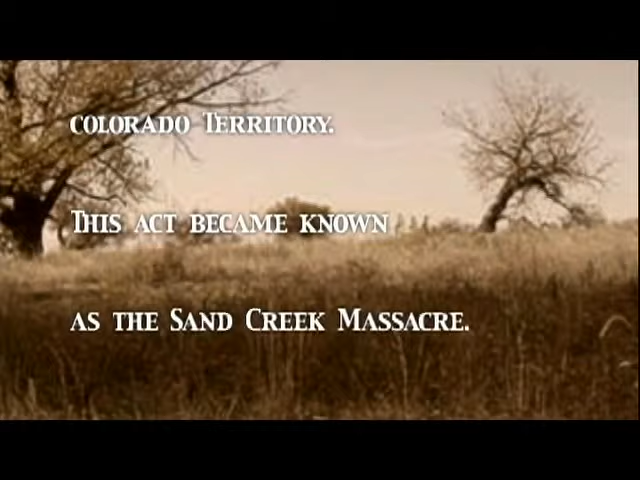 COLORADO TERRITORY.
THIS ACT BECAME KNOWN
AS THE SAND CREEK MASSACRE.